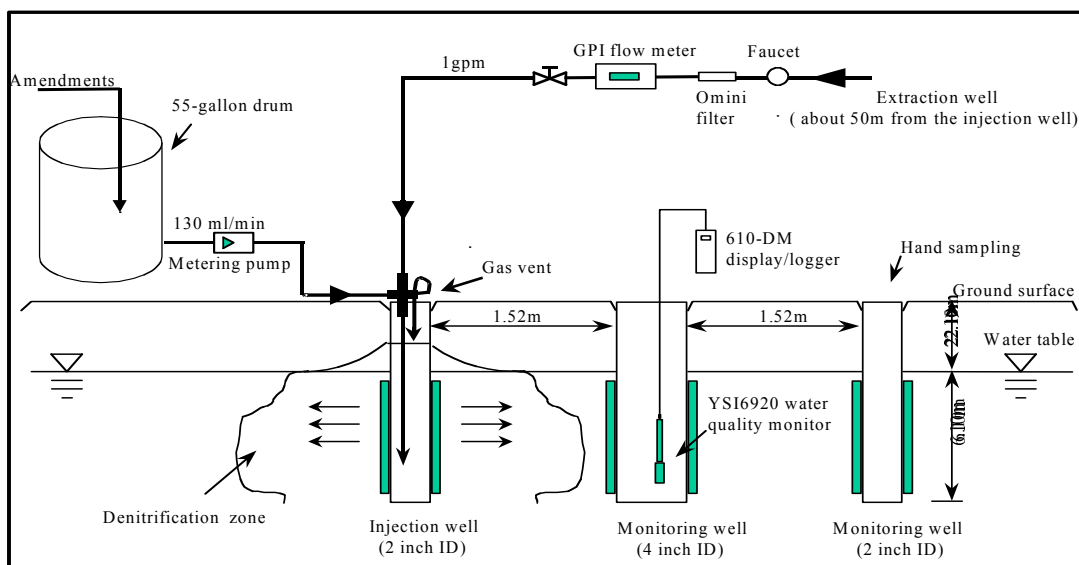 Amendments
55-gallon drum
130 ml/min
Metering pump
1gpm
GPI flow meter
Faucet
Omini
filter
Extraction well
( about 50m from the injection well)
Gas vent
610-DM
display/logger
Hand sampling
Ground surface
1.52m
1.52m
Water table
YSI6920 water
quality monitor
Denitrification zone
Injection well
(2 inch ID)
Monitoring well
(4 inch ID)
Monitoring well
(2 inch ID)